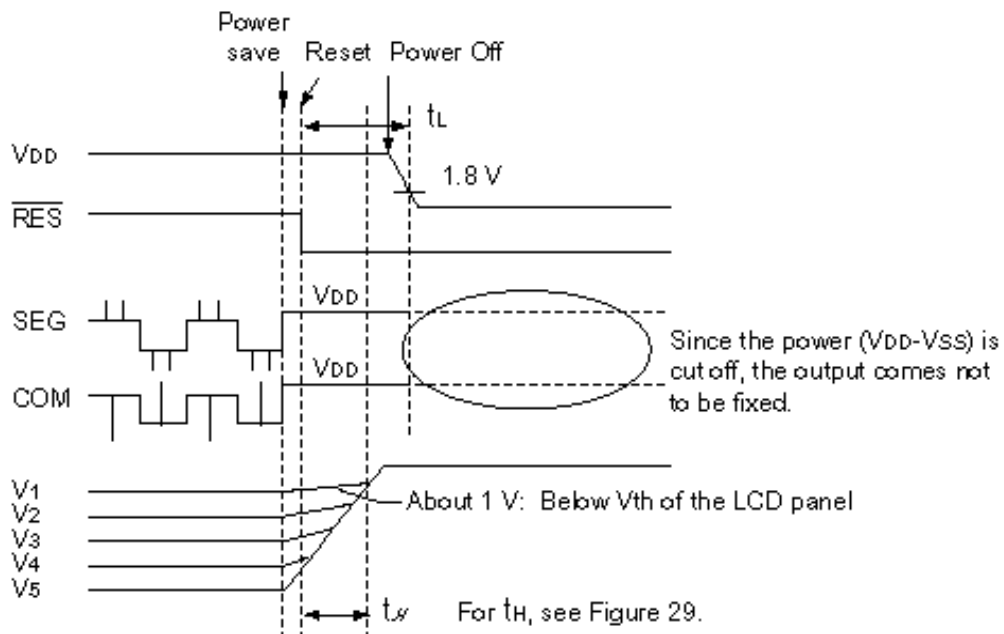 Power
save
Reset
Power Off
tL
VDD
1.8 V
RES
VDD
SEG
Since the power (VDD-VSS) is
cut off, the output comes not
to be fixed.
VDD
COM
V1
About 1 V: Below Vth of the LCD panel
V2
V3
V4
V5
tH
For tH, see Figure 29.